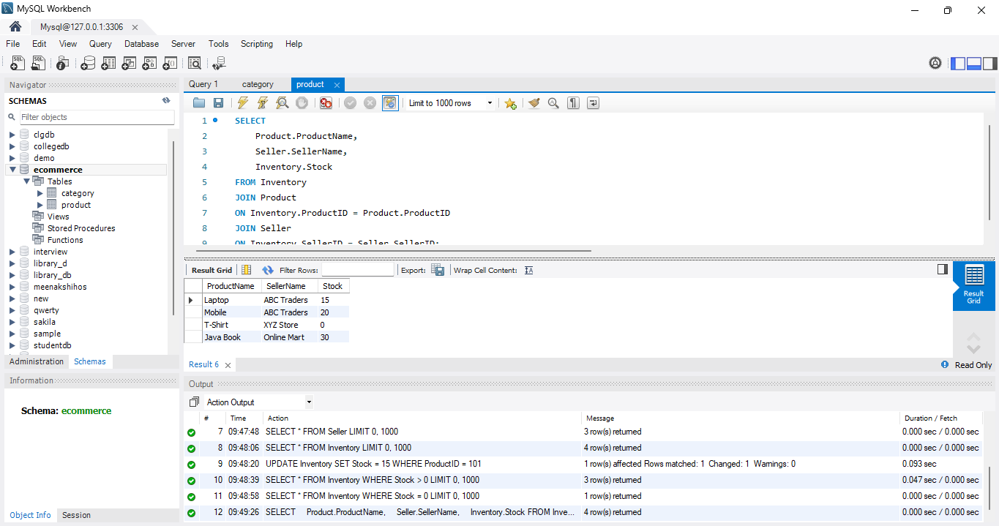 MySQL Workbench
Mysql@127.0.0.1:3306
File Edit View Query Database Server Tools Scripting Help
Navigator
SCHEMAS
Filter objects
clgdb
collegedb
demo
ecommerce
Tables
category
product
Views
Stored Procedures
Functions
interview
library_d
library_db
meenakshihos
new
qwerty
sakila
sample
studentdb
Administration Schemas
Information
Schema: ecommerce
Object Info Session
Query 1 category product
Limit to 1000 rows
1 SELECT
2 Product.ProductName,
3 Seller.SellerName,
4 Inventory.Stock
5 FROM Inventory
6 JOIN Product
7 ON Inventory.ProductID = Product.ProductID
8 JOIN Seller
9 ON Inventory.SellerID = Seller.SellerID;
Result Grid Filter Rows: Export: Wrap Cell Content:
ProductName SellerName Stock
Laptop ABC Traders 15
Mobile ABC Traders 20
T-Shirt XYZ Store 0
Java Book Online Mart 30
Result Grid
Result 6
Read Only
Output
Action Output
# Time Action Message Duration / Fetch
7 09:47:48 SELECT * FROM Seller LIMIT 0, 1000 3 row(s) returned 0.000 sec / 0.000 sec
8 09:48:06 SELECT * FROM Inventory LIMIT 0, 1000 4 row(s) returned 0.000 sec / 0.000 sec
9 09:48:20 UPDATE Inventory SET Stock = 15 WHERE ProductID = 101 1 row(s) affected Rows matched: 1 Changed: 1 Warnings: 0 0.093 sec
10 09:48:39 SELECT * FROM Inventory WHERE Stock > 0 LIMIT 0, 1000 3 row(s) returned 0.047 sec / 0.000 sec
11 09:48:58 SELECT * FROM Inventory WHERE Stock = 0 LIMIT 0, 1000 1 row(s) returned 0.000 sec / 0.000 sec
12 09:49:26 SELECT Product.ProductName, Seller.SellerName, Inventory.Stock FROM Inve... 4 row(s) returned 0.000 sec / 0.000 sec